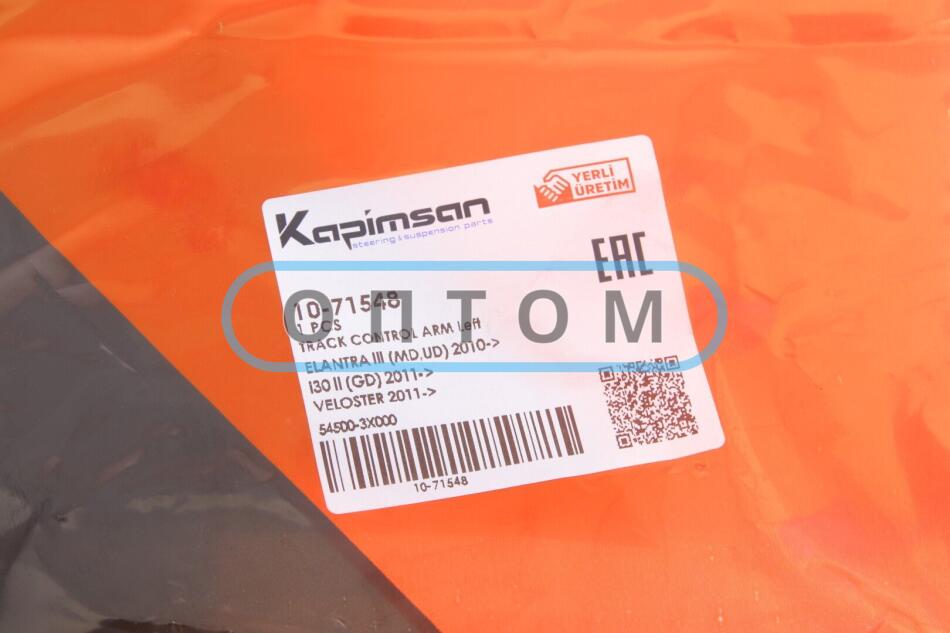 Kapimsan
steering & suspension parts
YERLİ
ÜRETİM
EAC
10-71548
1 PCS
TRACK CONTROL ARM Left
ELANTRA III (MD,UD) 2010->
I30 II (GD) 2011->
VELOSTER 2011->
54500-3X000
10-71548
ОПТОМ